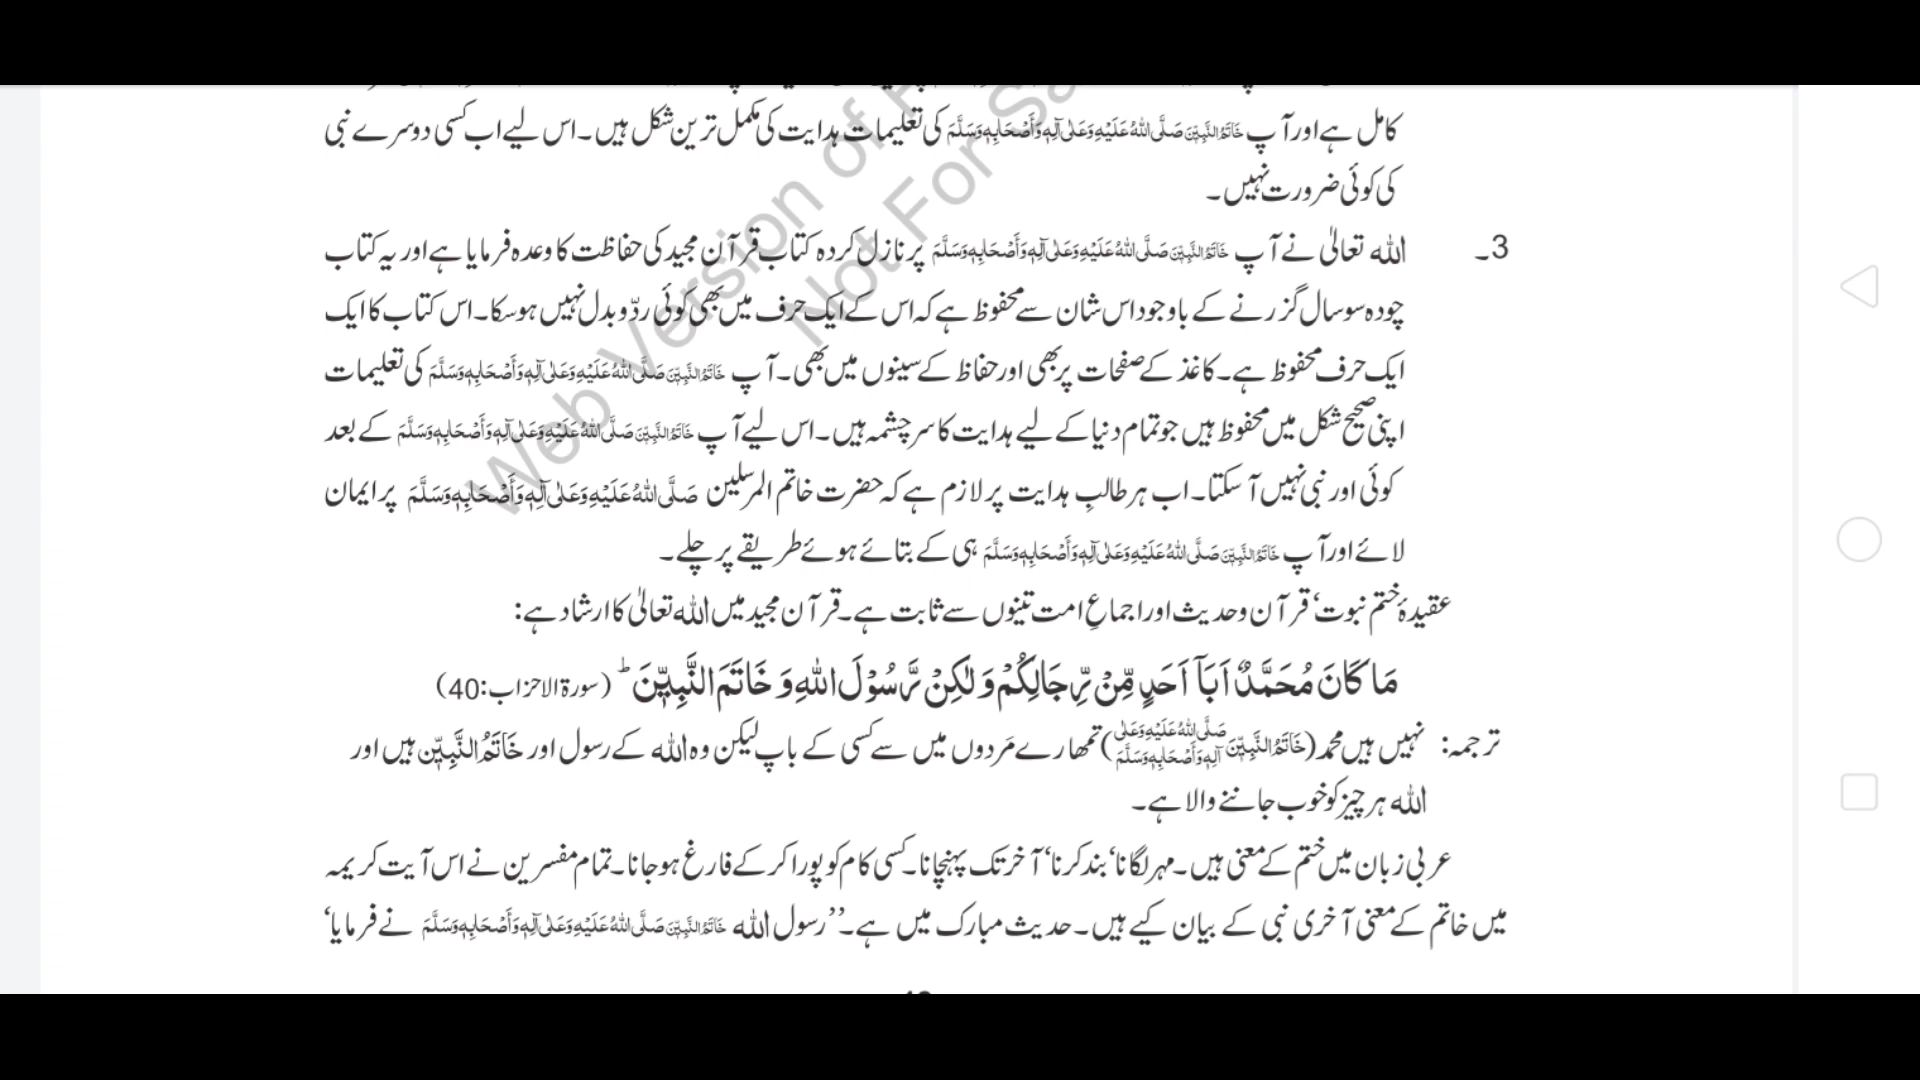 کامل ہے اور آپ خَاتَمُ النَّبِیّٖنَ صَلَّی اللّٰهُ عَلَیْهِ وَعَلٰی آلِهٖ وَأَصْحَابِهٖ وَسَلَّمَ کی تعلیمات ہدایت کی مکمل ترین شکل ہیں۔ اس لیے اب کسی دوسرے نبی
کی کوئی ضرورت نہیں۔
3۔ اللہ تعالیٰ نے آپ خَاتَمُ النَّبِیّٖنَ صَلَّی اللّٰهُ عَلَیْهِ وَعَلٰی آلِهٖ وَأَصْحَابِهٖ وَسَلَّمَ پر نازل کردہ کتاب قرآن مجید کی حفاظت کا وعدہ فرمایا ہے اور یہ کتاب
چودہ سو سال گزرنے کے باوجود اس شان سے محفوظ ہے کہ اس کے ایک حرف میں بھی کوئی ردّوبدل نہیں ہوسکا۔ اس کتاب کا ایک
ایک حرف محفوظ ہے۔ کاغذ کے صفحات پر بھی اور حفاظ کے سینوں میں بھی۔ آپ خَاتَمُ النَّبِیّٖنَ صَلَّی اللّٰهُ عَلَیْهِ وَعَلٰی آلِهٖ وَأَصْحَابِهٖ وَسَلَّمَ کی تعلیمات
اپنی صحیح شکل میں محفوظ ہیں جو تمام دنیا کے لیے ہدایت کا سرچشمہ ہیں۔ اس لیے آپ خَاتَمُ النَّبِیّٖنَ صَلَّی اللّٰهُ عَلَیْهِ وَعَلٰی آلِهٖ وَأَصْحَابِهٖ وَسَلَّمَ کے بعد
کوئی اور نبی نہیں آ سکتا۔ اب ہر طالبِ ہدایت پر لازم ہے کہ حضرت خاتم المرسلین صَلَّی اللّٰهُ عَلَیْهِ وَعَلٰی آلِهٖ وَأَصْحَابِهٖ وَسَلَّمَ پر ایمان
لائے اور آپ خَاتَمُ النَّبِیّٖنَ صَلَّی اللّٰهُ عَلَیْهِ وَعَلٰی آلِهٖ وَأَصْحَابِهٖ وَسَلَّمَ ہی کے بتائے ہوئے طریقے پر چلے۔
عقیدۂ ختم نبوت‘ قرآن و حدیث اور اجماعِ امت تینوں سے ثابت ہے۔ قرآن مجید میں اللہ تعالیٰ کا ارشاد ہے:
مَا كَانَ مُحَمَّدٌ اَبَآ اَحَدٍ مِّنْ رِّجَالِكُمْ وَلٰكِنْ رَّسُوْلَ اللّٰهِ وَ خَاتَمَ النَّبِیّٖنَ ؕ (سورۃ الاحزاب:40)
ترجمہ: نہیں ہیں محمد (خَاتَمُ النَّبِیّٖنَ صَلَّی اللّٰهُ عَلَیْهِ وَعَلٰی آلِهٖ وَأَصْحَابِهٖ وَسَلَّمَ) تمھارے مَردوں میں سے کسی کے باپ لیکن وہ اللہ کے رسول اور خَاتَمُ النَّبِیّٖن ہیں اور
اللہ ہر چیز کو خوب جاننے والا ہے۔
عربی زبان میں ختم کے معنی ہیں۔ مہر لگانا‘ بند کرنا‘ آخر تک پہنچانا۔ کسی کام کو پورا کر کے فارغ ہو جانا۔ تمام مفسرین نے اس آیت کریمہ
میں خاتم کے معنی آخری نبی کے بیان کیے ہیں۔ حدیث مبارک میں ہے۔ ’’رسول اللہ خَاتَمُ النَّبِیّٖنَ صَلَّی اللّٰهُ عَلَیْهِ وَعَلٰی آلِهٖ وَأَصْحَابِهٖ وَسَلَّمَ نے فرمایا‘
Web Version of
Not For